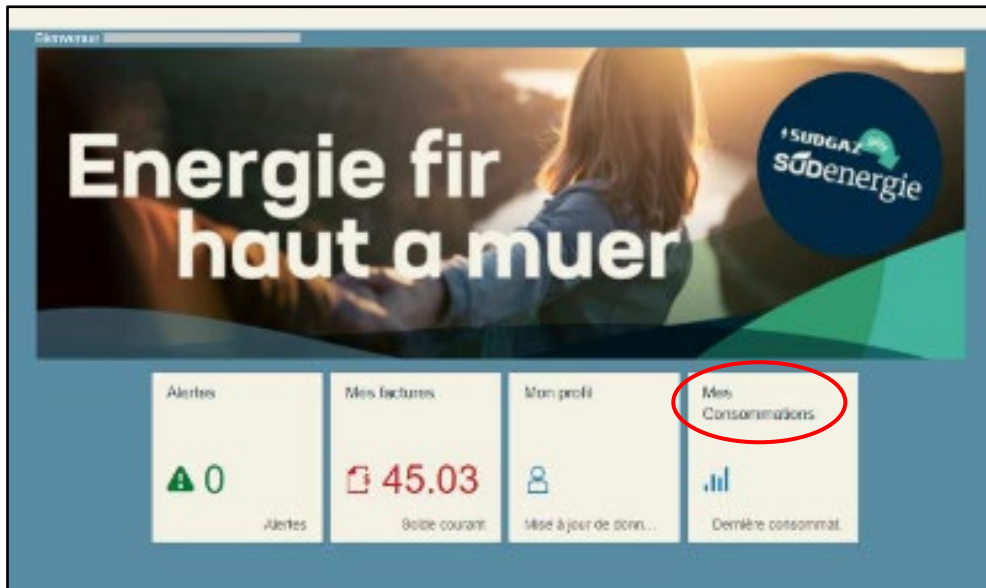 Bienvenue
Energie fir
haut a muer
SUDGAZ
SÜDenergie
Alertes
0
Alertes
Mes factures
45.03
Solde courant
Mon profil
Mise à jour de donn...
Mes
Consommations
Dernière consommat.